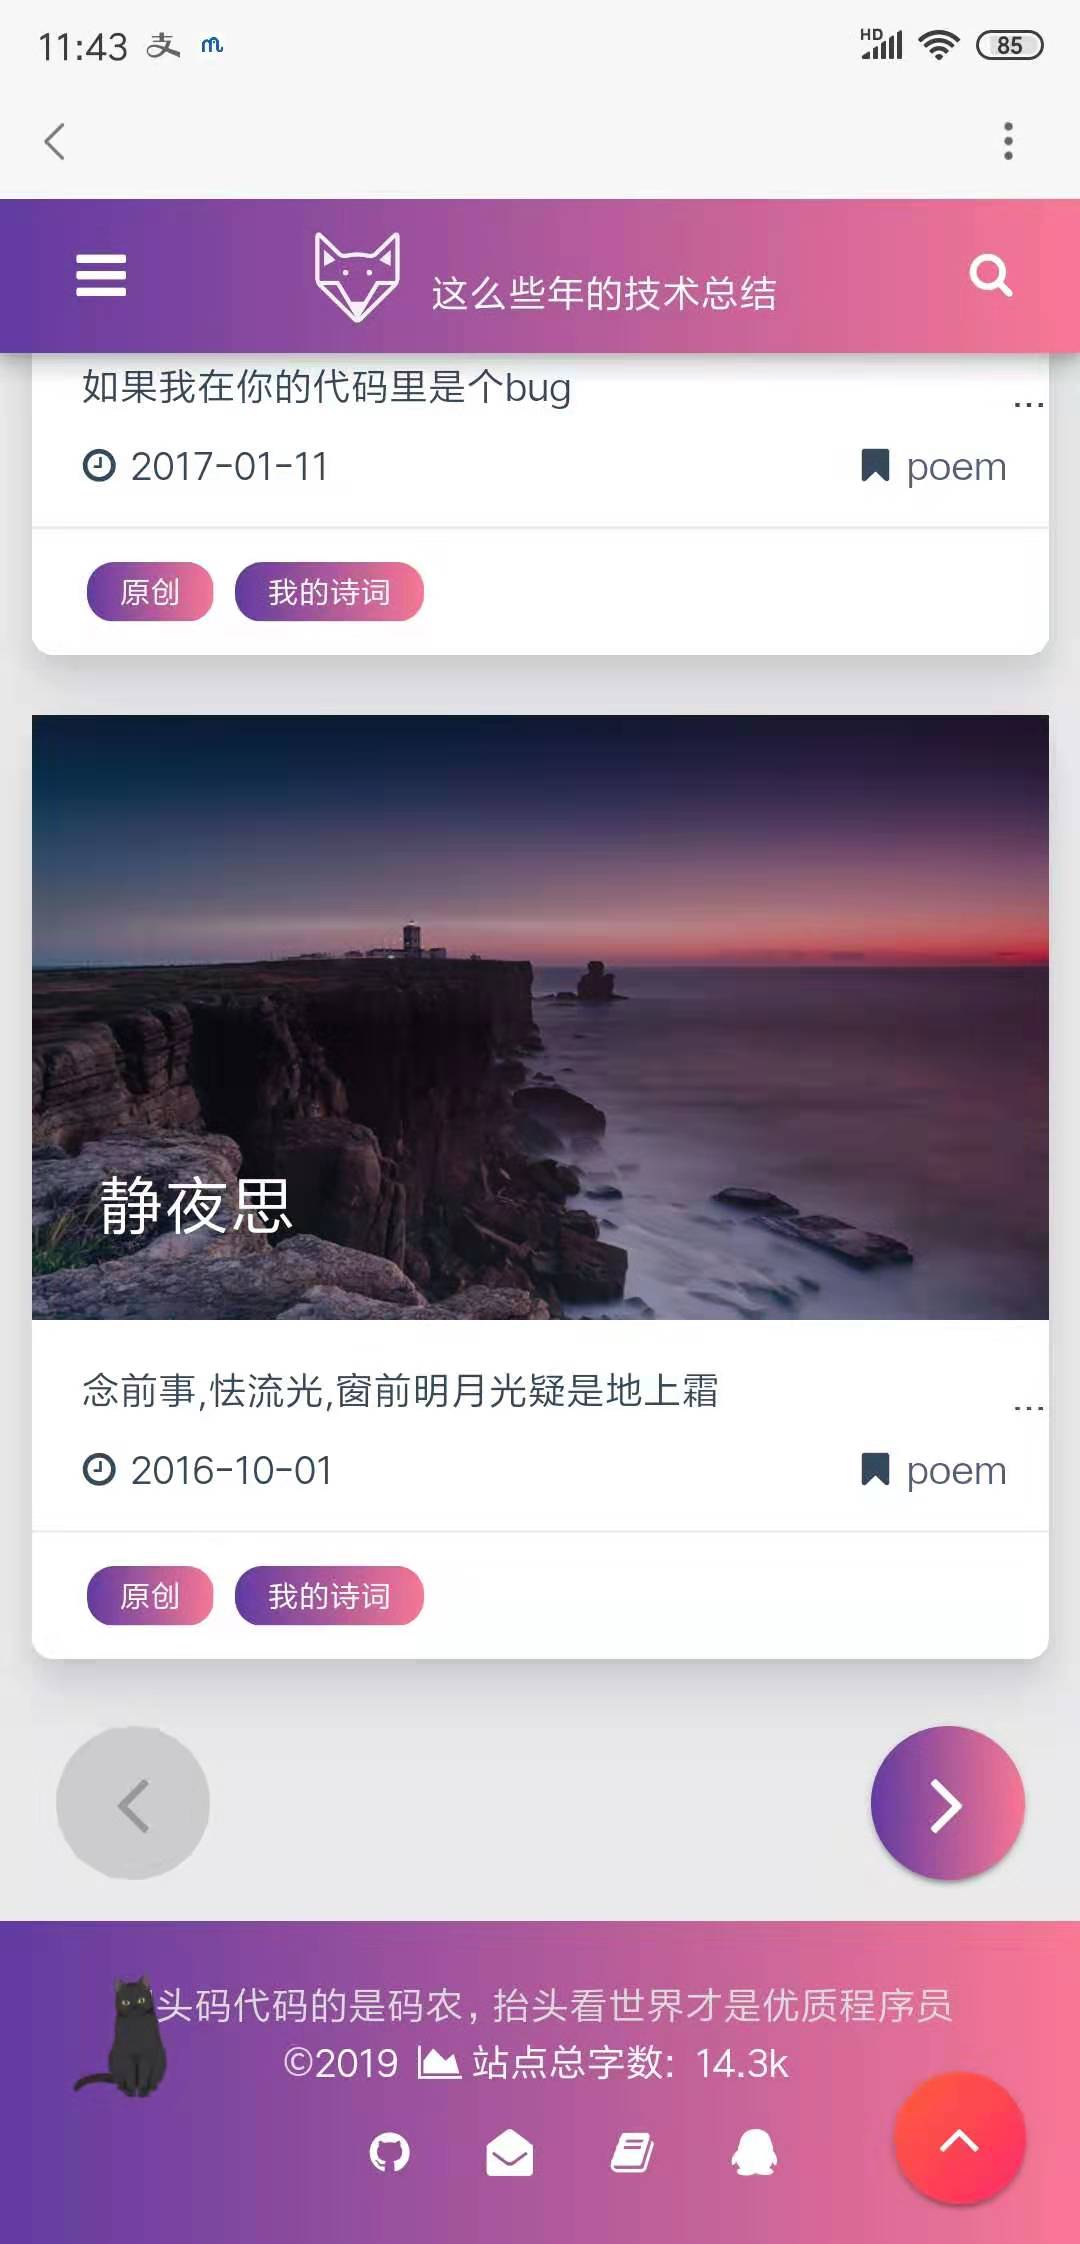 11:43 支 HD 85
这么些年的技术总结
如果我在你的代码里是个bug ...
2017-01-11 poem
原创 我的诗词
静夜思
念前事,怯流光,窗前明月光疑是地上霜 ...
2016-10-01 poem
原创 我的诗词
头码代码的是码农, 抬头看世界才是优质程序员
©2019 站点总字数: 14.3k